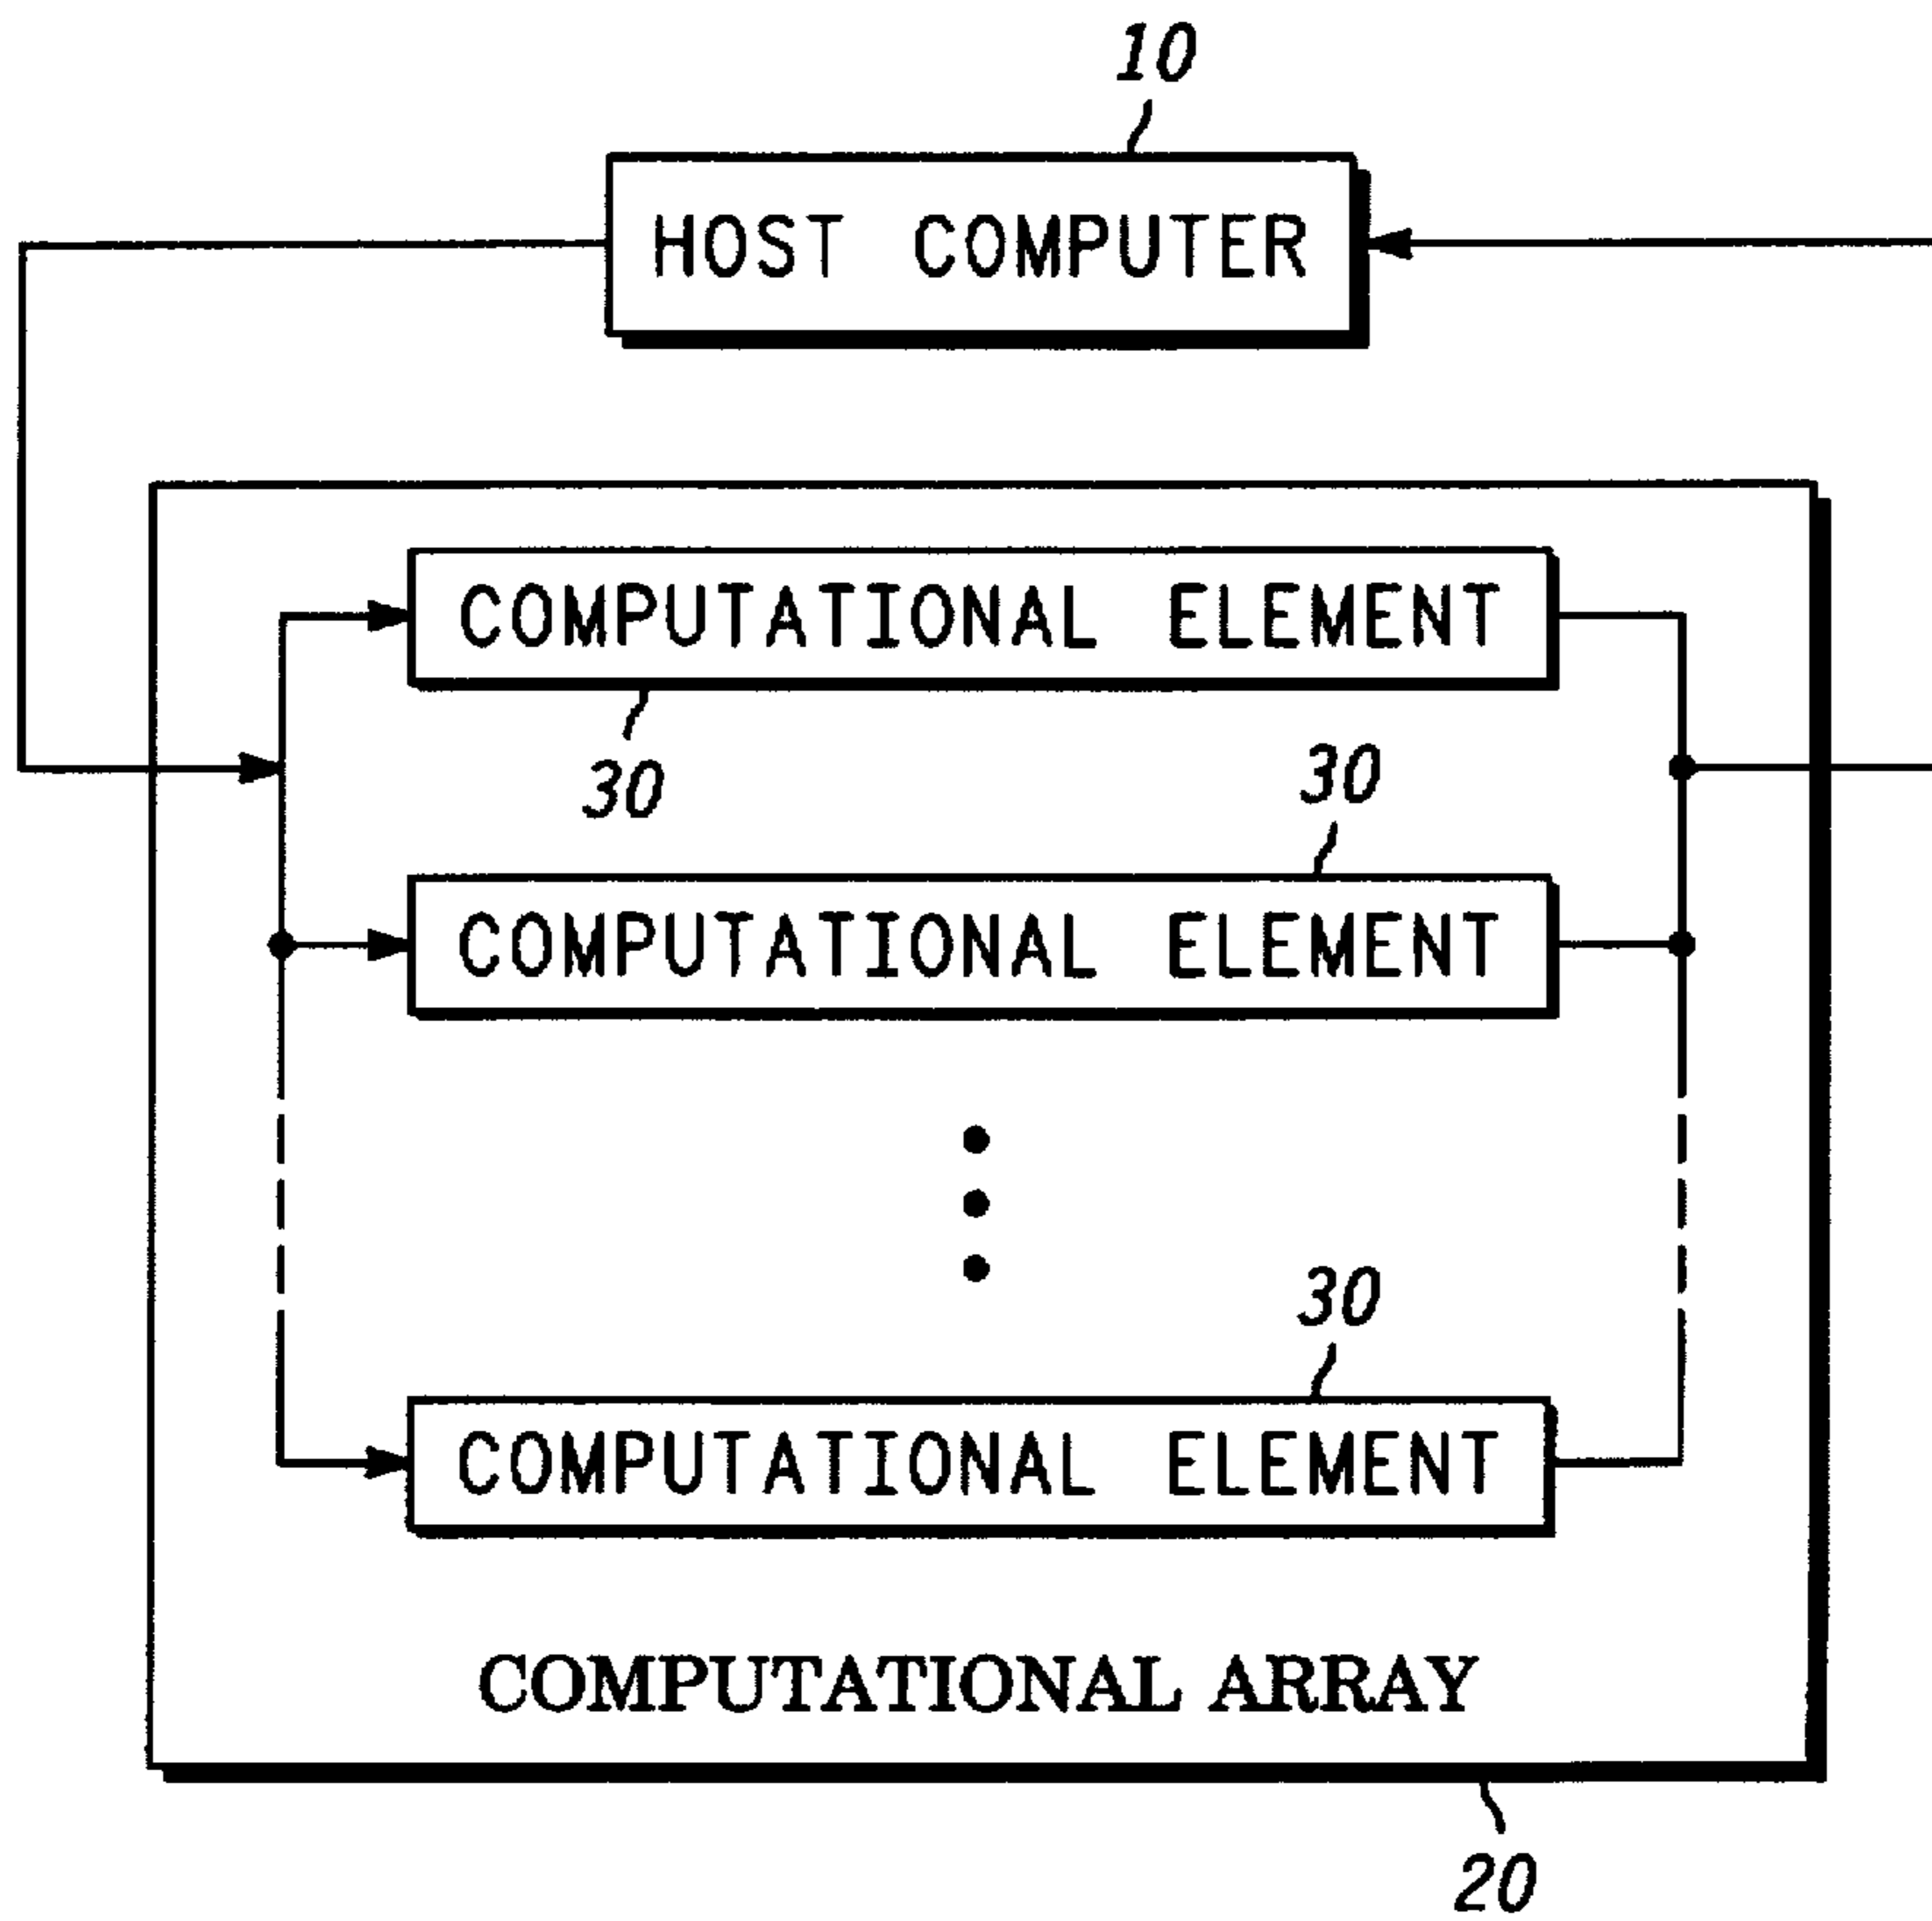 10
HOST COMPUTER
COMPUTATIONAL ELEMENT
30
30
COMPUTATIONAL ELEMENT
30
COMPUTATIONAL ELEMENT
COMPUTATIONAL ARRAY
20